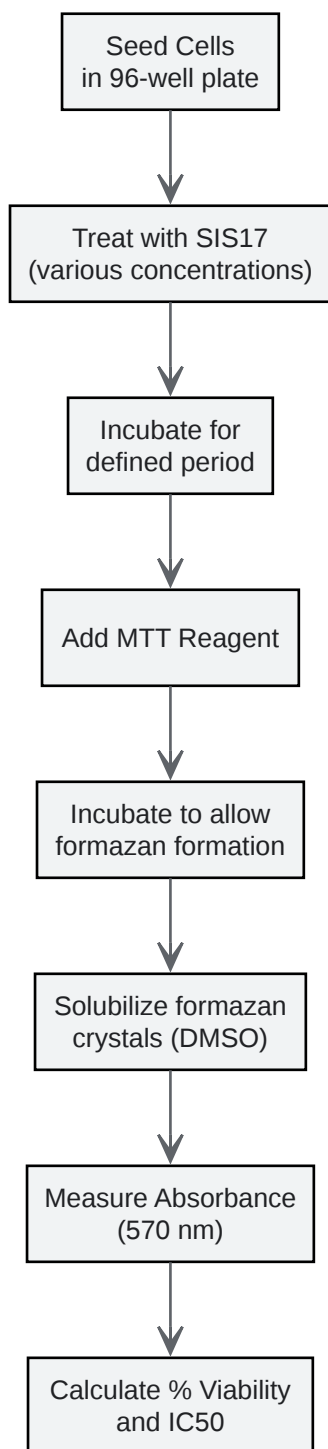 Seed Cells
in 96-well plate
Treat with SIS17
(various concentrations)
Incubate for
defined period
Add MTT Reagent
Incubate to allow
formazan formation
Solubilize formazan
crystals (DMSO)
Measure Absorbance
(570 nm)
Calculate % Viability
and IC50